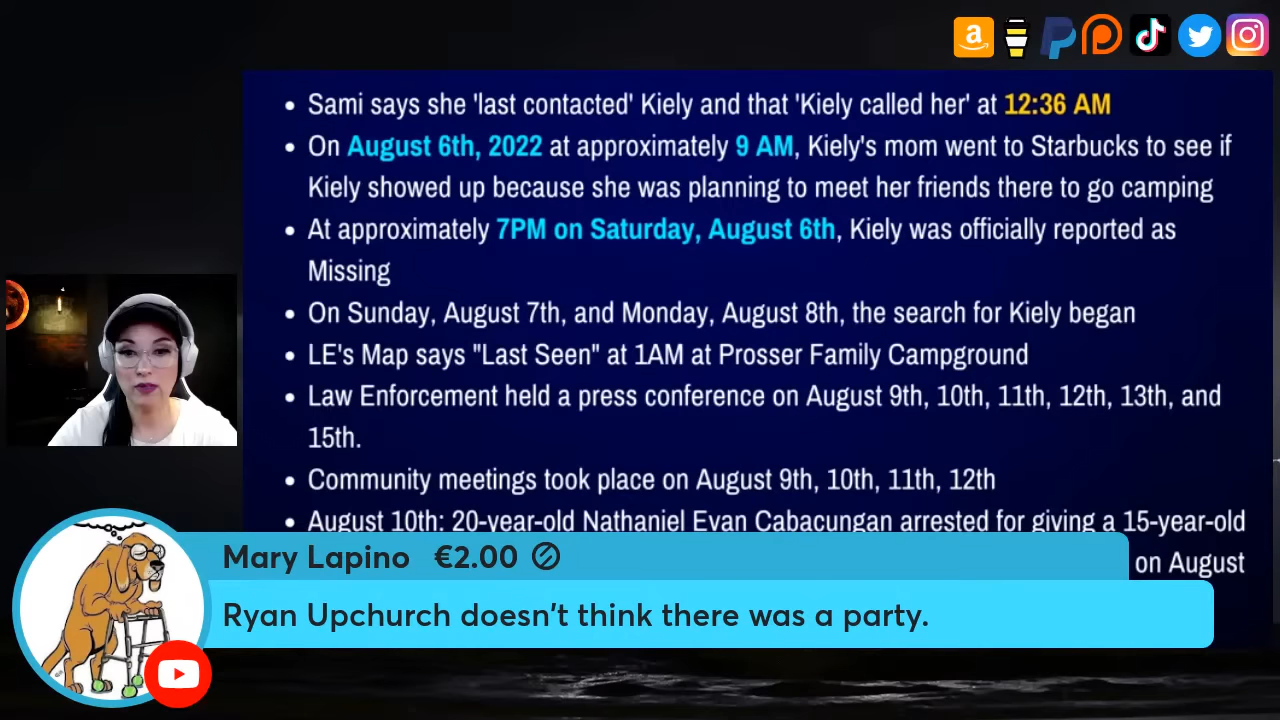 • Sami says she 'last contacted' Kiely and that 'Kiely called her' at 12:36 AM
• On August 6th, 2022 at approximately 9 AM, Kiely's mom went to Starbucks to see if
Kiely showed up because she was planning to meet her friends there to go camping
• At approximately 7PM on Saturday, August 6th, Kiely was officially reported as
Missing
• On Sunday, August 7th, and Monday, August 8th, the search for Kiely began
• LE's Map says "Last Seen" at 1AM at Prosser Family Campground
• Law Enforcement held a press conference on August 9th, 10th, 11th, 12th, 13th, and
15th.
• Community meetings took place on August 9th, 10th, 11th, 12th
• August 10th: 20-year-old Nathaniel Evan Cabacungan arrested for giving a 15-year-old
on August
Mary Lapino €2.00
Ryan Upchurch doesn't think there was a party.